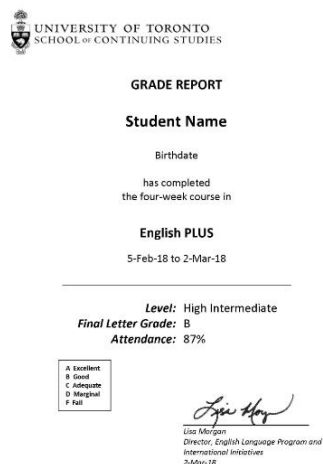 UNIVERSITY OF TORONTO
SCHOOL OF CONTINUING STUDIES
GRADE REPORT
Student Name
Birthdate
has completed
the four-week course in
English PLUS
5-Feb-18 to 2-Mar-18
Level: High Intermediate
Final Letter Grade: B
Attendance: 87%
A Excellent
B Good
C Adequate
D Marginal
F Fail
Lisa Morgan
Director, English Language Program and
International Initiatives
2-Mar-18